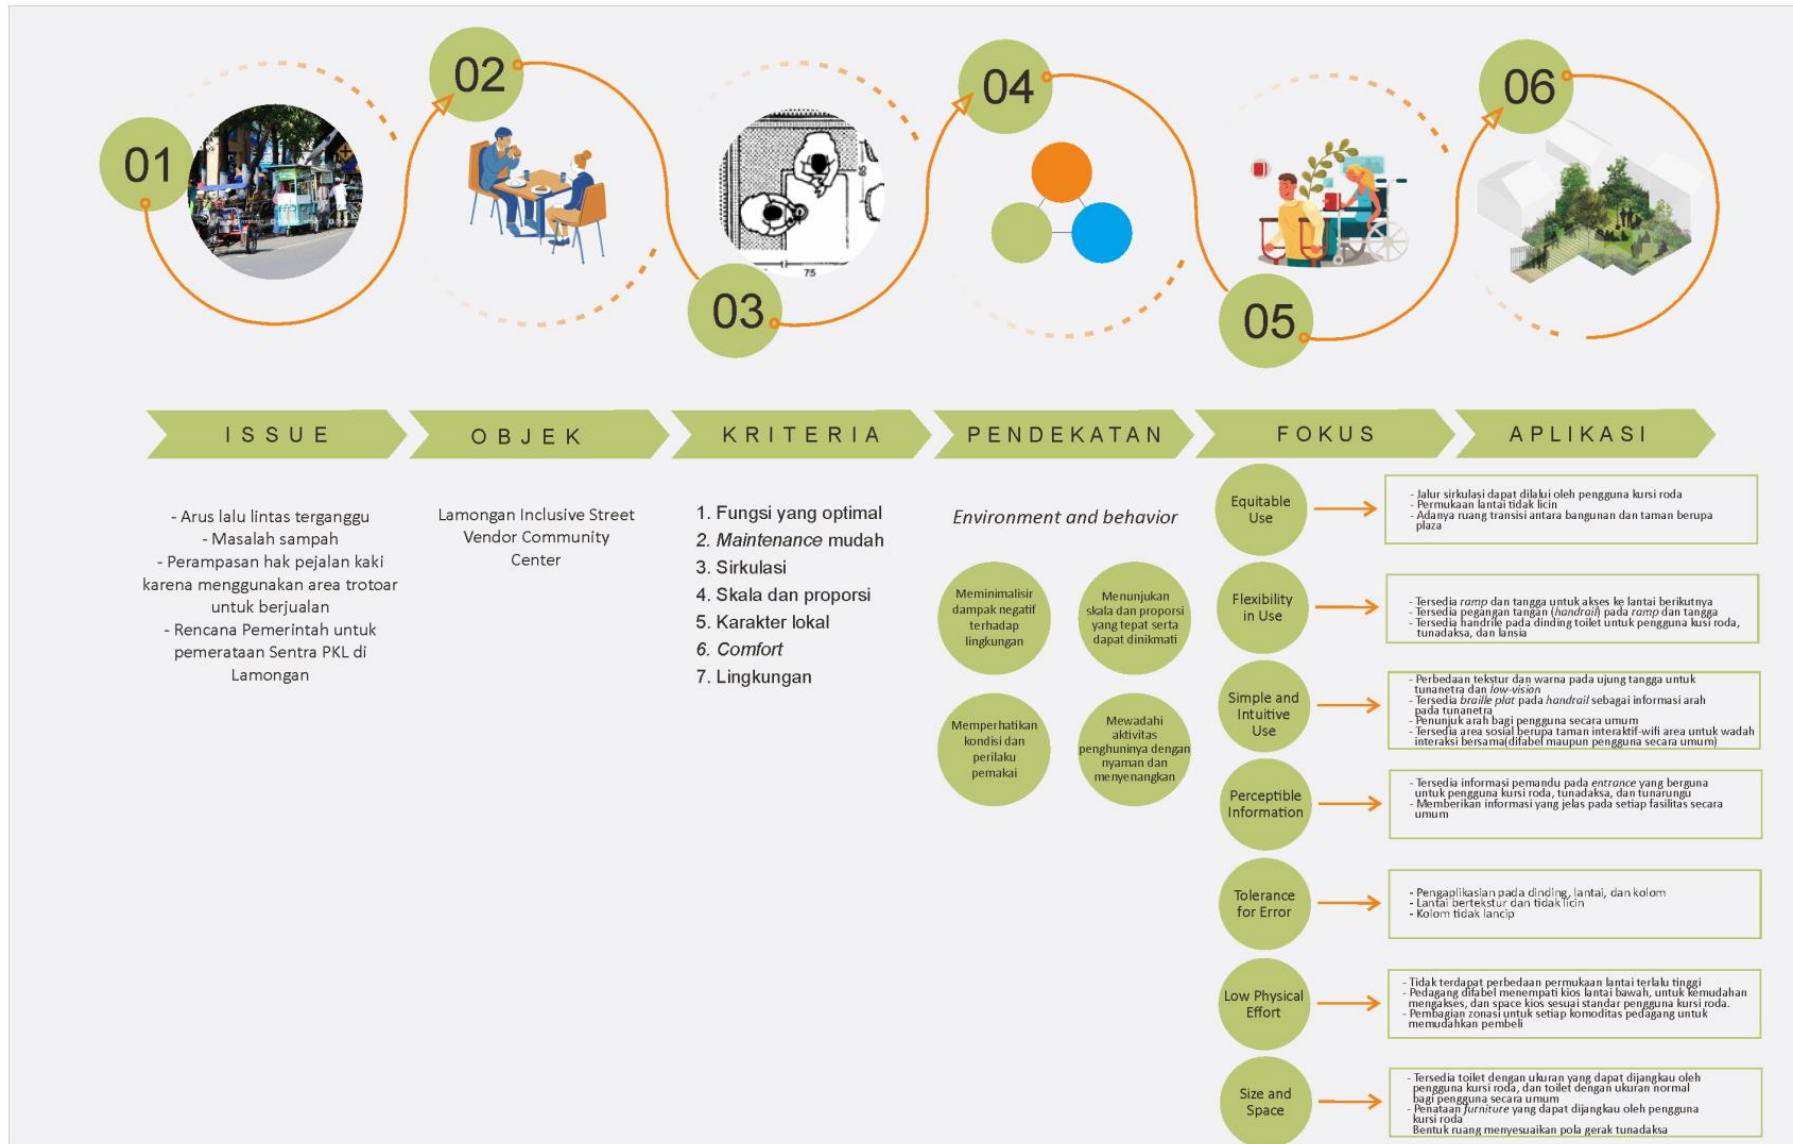 01
02
03
04
05
06
65
75
ISSUE
OBJEK
KRITERIA
PENDEKATAN
FOKUS
APLIKASI
- Arus lalu lintas terganggu
- Masalah sampah
- Perampasan hak pejalan kaki
karena menggunakan area trotoar
untuk berjualan
- Rencana Pemerintah untuk
pemerataan Sentra PKL di
Lamongan
Lamongan Inclusive Street
Vendor Community
Center
1. Fungsi yang optimal
2. Maintenance mudah
3. Sirkulasi
4. Skala dan proporsi
5. Karakter lokal
6. Comfort
7. Lingkungan
Environment and behavior
Meminimalisir
dampak negatif
terhadap
lingkungan
Menunjukan
skala dan proporsi
yang tepat serta
dapat dinikmati
Memperhatikan
kondisi dan
perilaku
pemakai
Mewadahi
aktivitas
penghuninya dengan
nyaman dan
menyenangkan
Equitable
Use
- Jalur sirkulasi dapat dilalui oleh pengguna kursi roda
- Permukaan lantai tidak licin
- Adanya ruang transisi antara bangunan dan taman berupa
plaza
Flexibility
in Use
- Tersedia ramp dan tangga untuk akses ke lantai berikutnya
- Tersedia pegangan tangan (handrail) pada ramp dan tangga
- Tersedia handrile pada dinding toilet untuk pengguna kusi roda,
tunadaksa, dan lansia
Simple and
Intuitive
Use
- Perbedaan tekstur dan warna pada ujung tangga untuk
tunanetra dan low-vision
- Tersedia braille plat pada handrail sebagai informasi arah
pada tunanetra
- Penunjuk arah bagi pengguna secara umum
- Tersedia area sosial berupa taman interaktif-wifi area untuk wadah
interaksi bersama(difabel maupun pengguna secara umum)
Perceptible
Information
- Tersedia informasi pemandu pada entrance yang berguna
untuk pengguna kursi roda, tunadaksa, dan tunarungu
- Memberikan informasi yang jelas pada setiap fasilitas secara
umum
Tolerance
for Error
- Pengaplikasian pada dinding, lantai, dan kolom
- Lantai bertekstur dan tidak licin
- Kolom tidak lancip
Low Physical
Effort
- Tidak terdapat perbedaan permukaan lantai terlalu tinggi
- Pedagang difabel menempati kios lantai bawah, untuk kemudahan
mengakses, dan space kios sesuai standar pengguna kursi roda.
- Pembagian zonasi untuk setiap komoditas pedagang untuk
memudahkan pembeli
Size and
Space
- Tersedia toilet dengan ukuran yang dapat dijangkau oleh
pengguna kursi roda, dan toilet dengan ukuran normal
bagi pengguna secara umum
- Penataan furniture yang dapat dijangkau oleh pengguna
kursi roda
Bentuk ruang menyesuaikan pola gerak tunadaksa